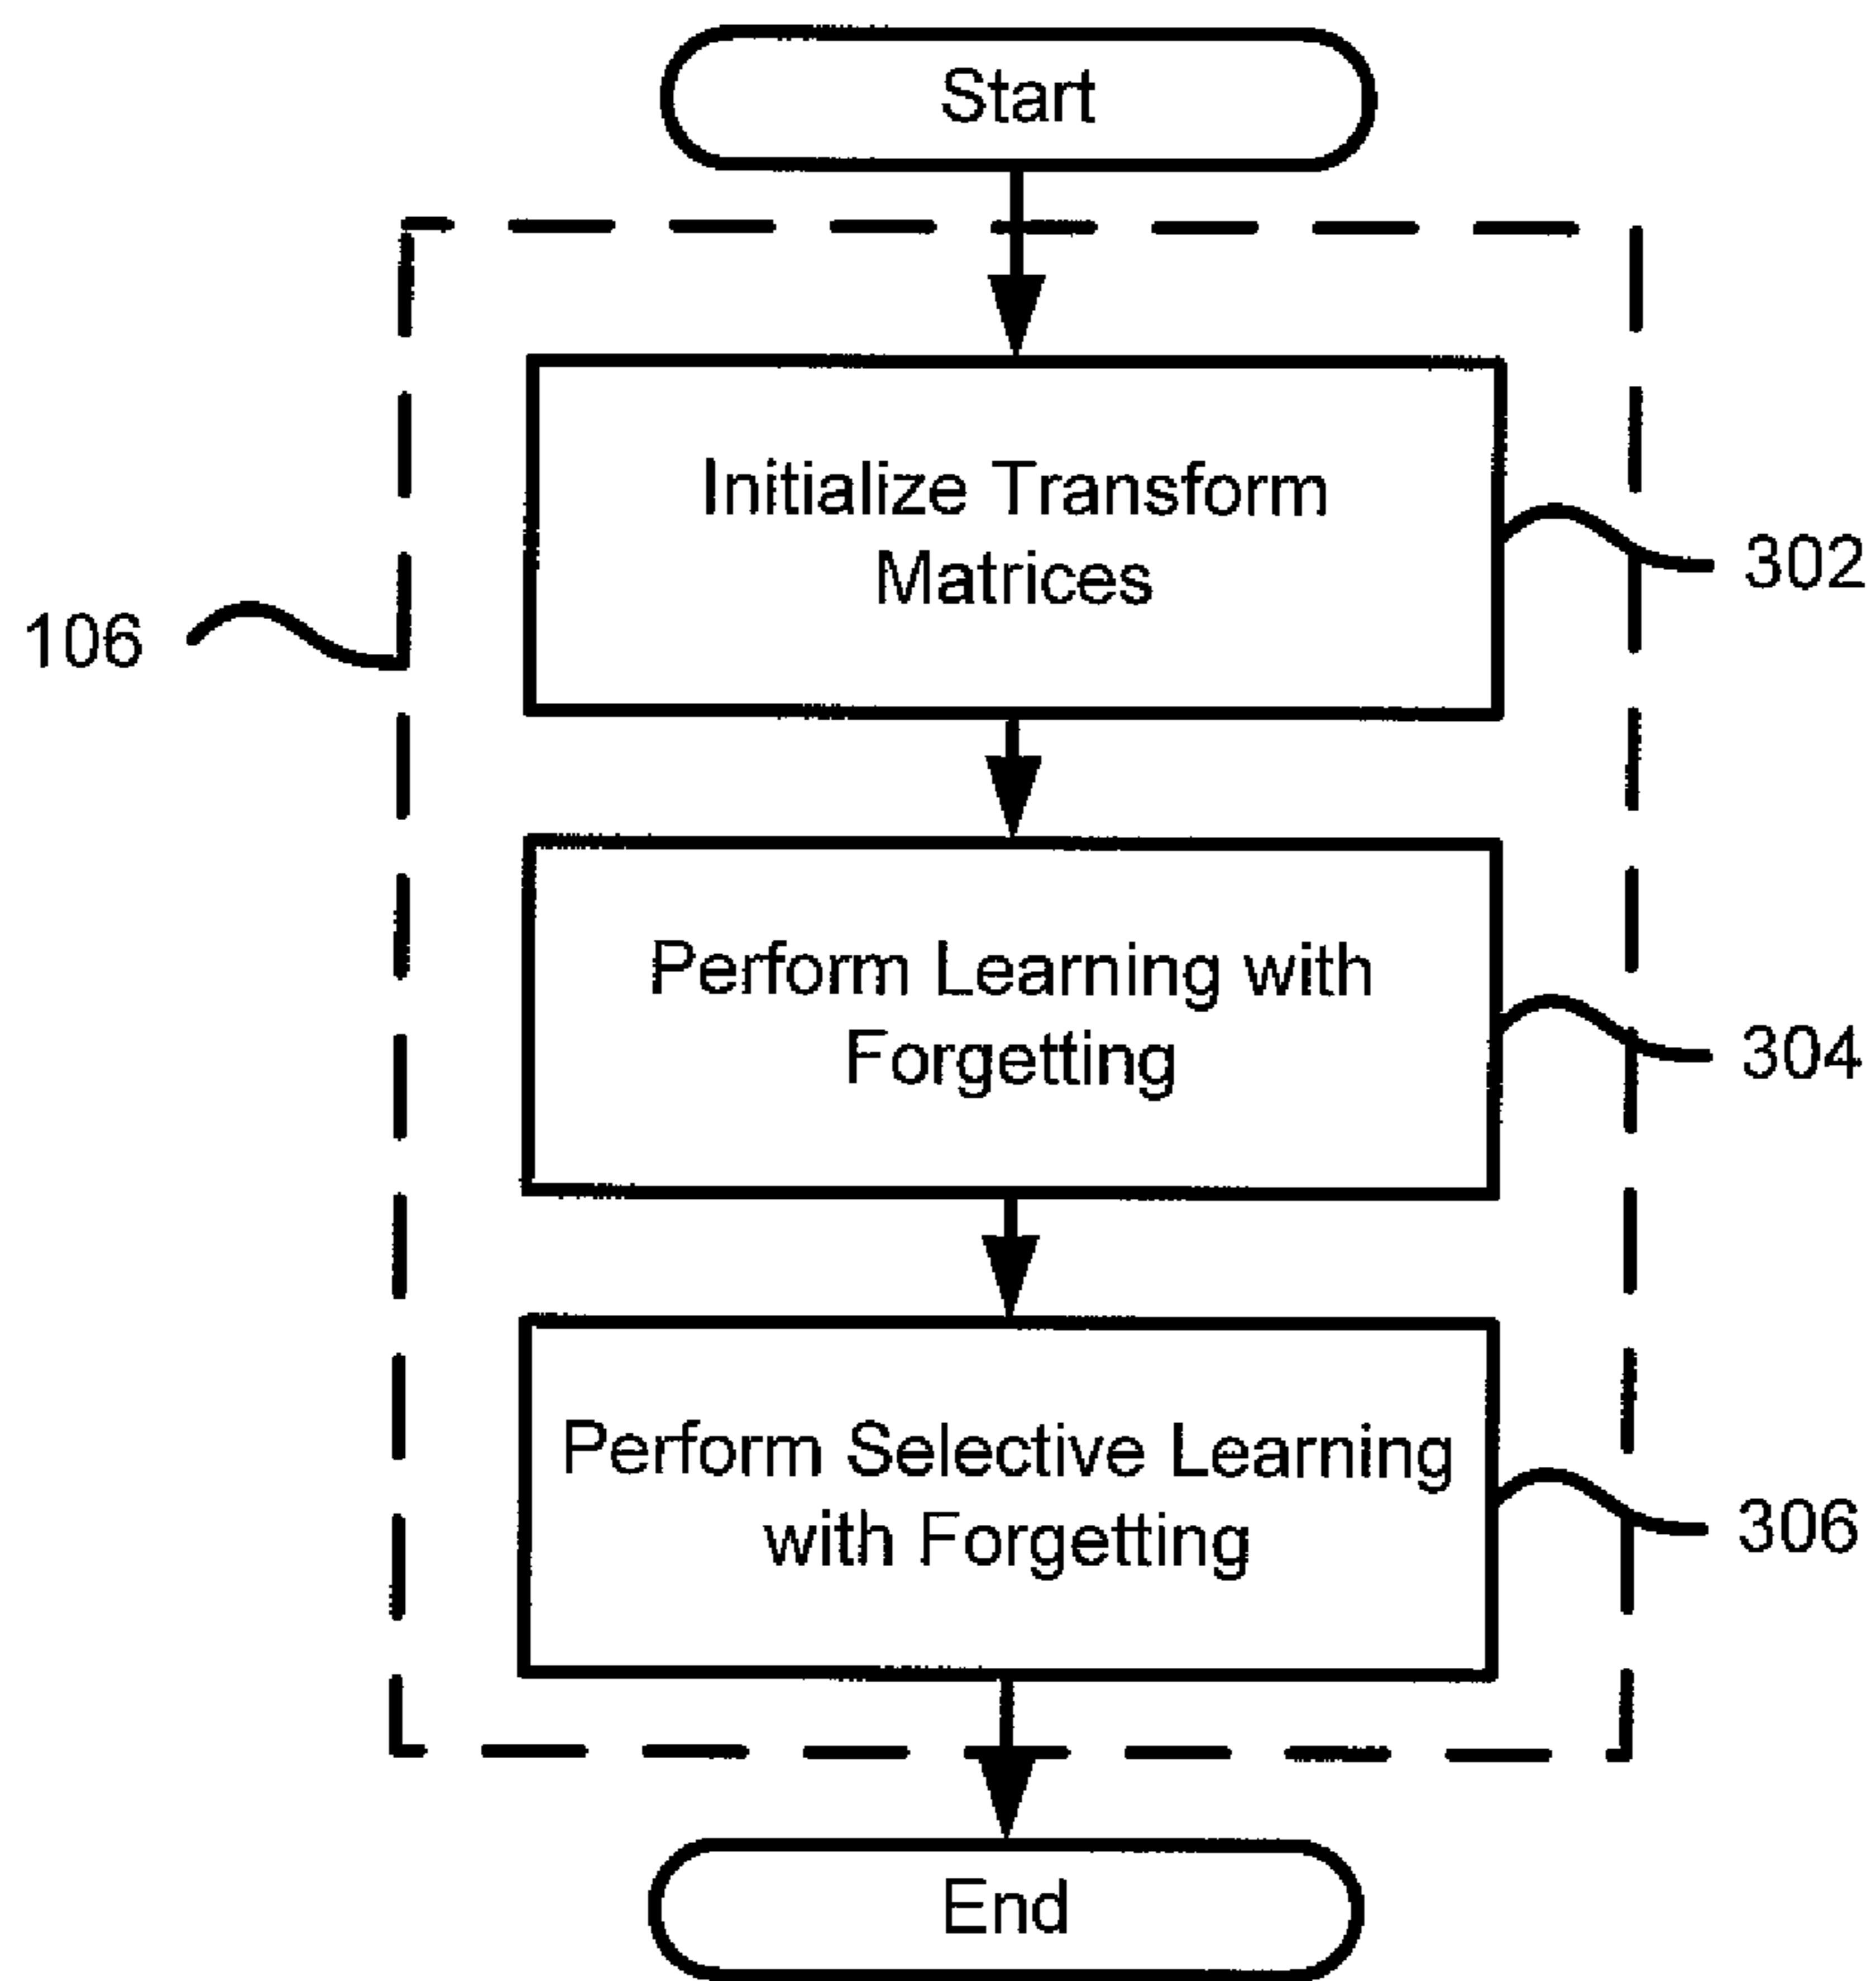 Start
Initialize Transform
Matrices
302
106
Perform Learning with
Forgetting
304
Perform Selective Learning
with Forgetting
306
End